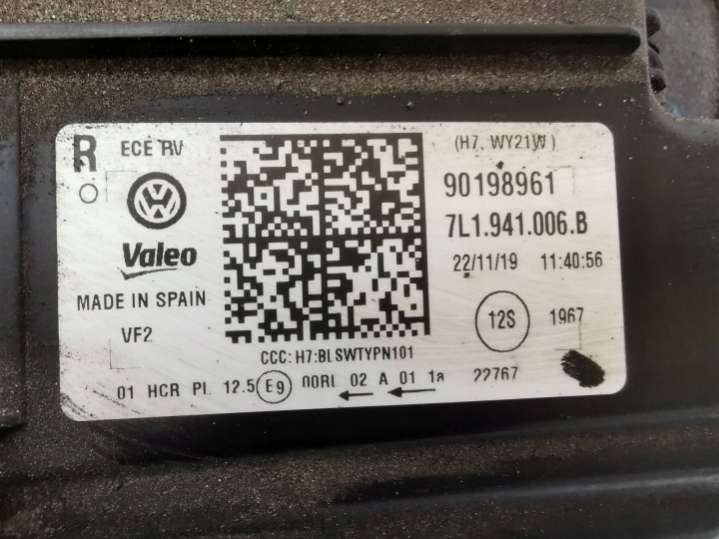 R ECE RV (H7, WY21W)
90198961
7L1.941.006.B
Valeo
22/11/19 11:40:56
MADE IN SPAIN
VF2
12S 1967
CCC: H7:BLSWTYPN101
01 HCR PL 12.5 E9 00RL 02 A 01 1a 22767